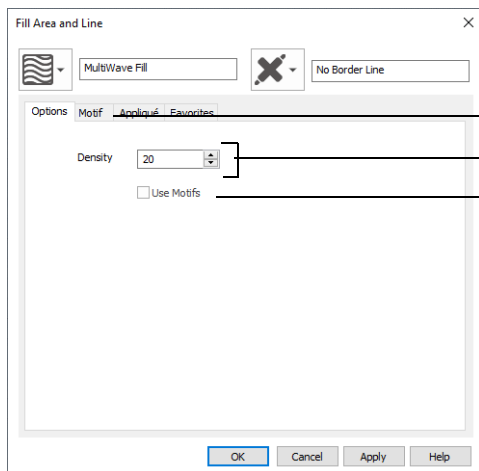 Fill Area and Line
MultiWave Fill
No Border Line
Options Motif Appliqué Favorites
Density 20
Use Motifs
OK Cancel Apply Help